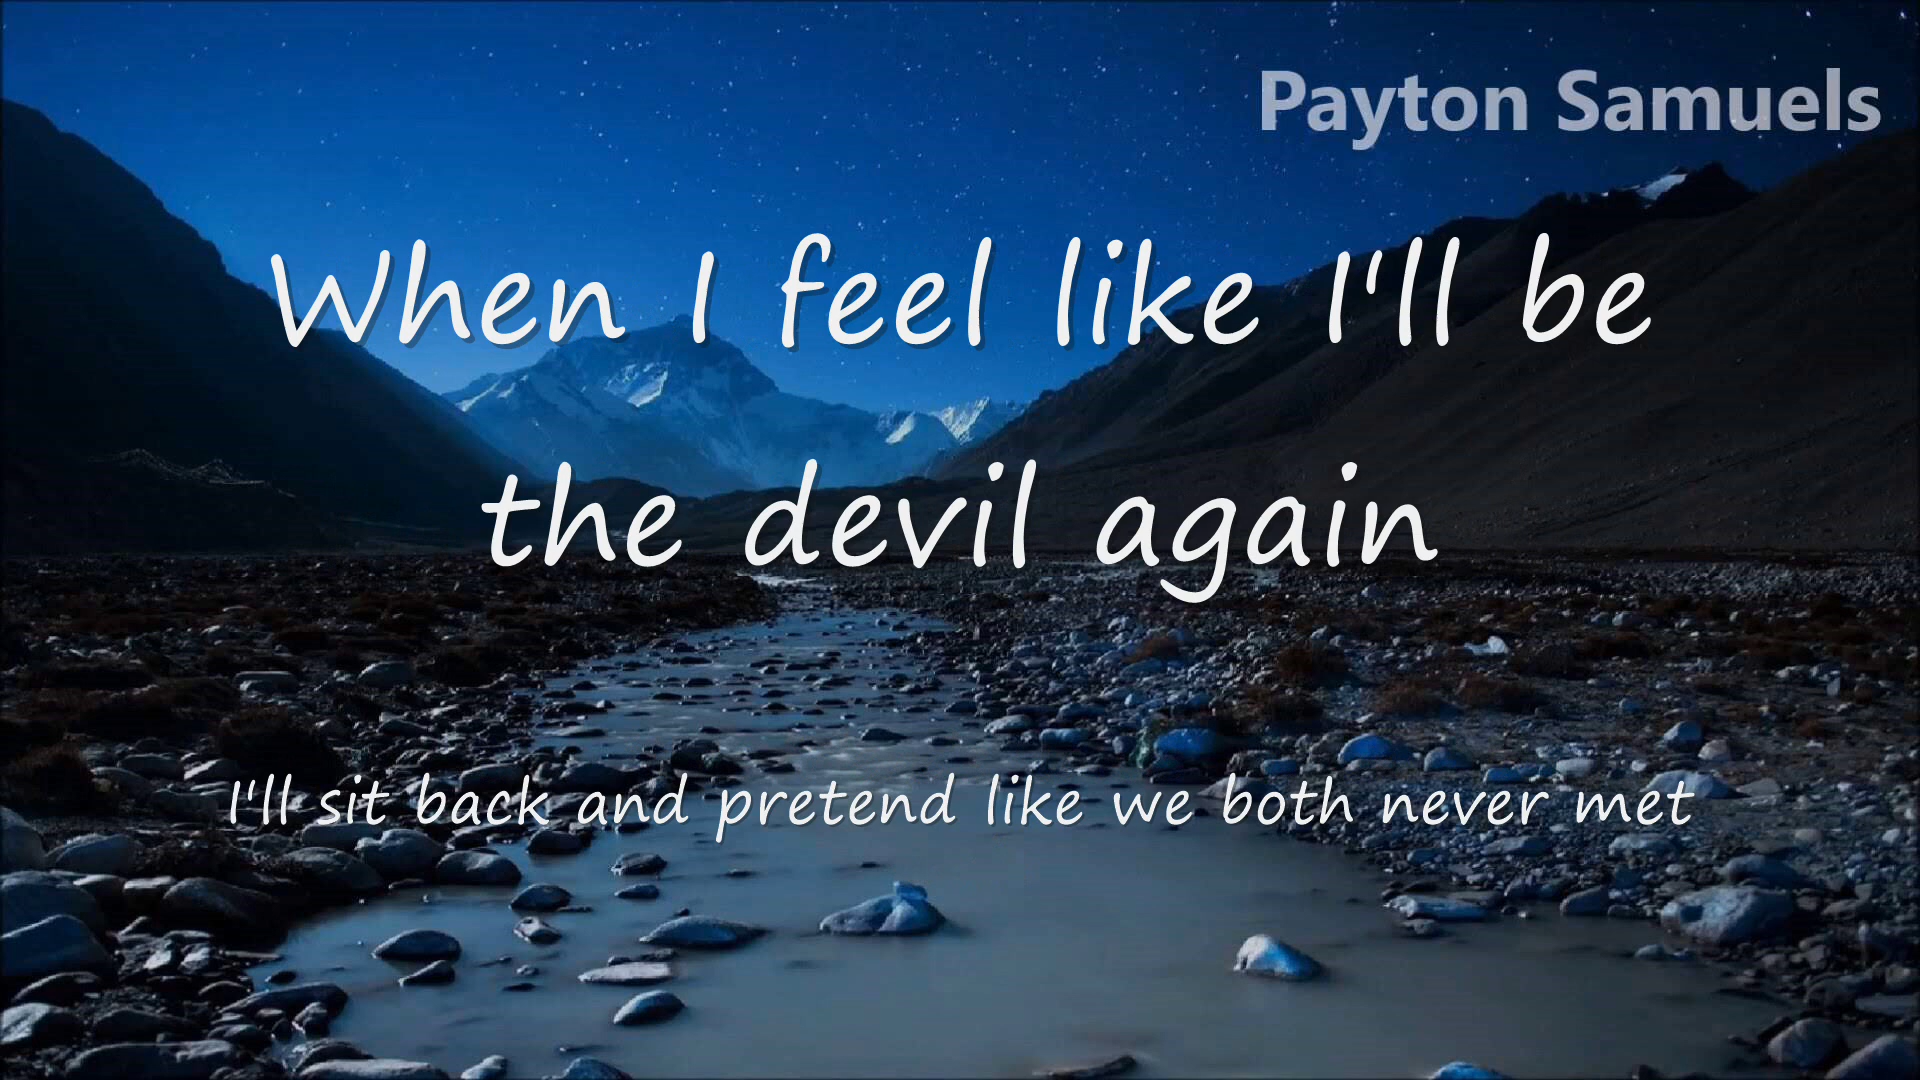 Payton Samuels
When I feel like I'll be
the devil again
I'll sit back and pretend like we both never met